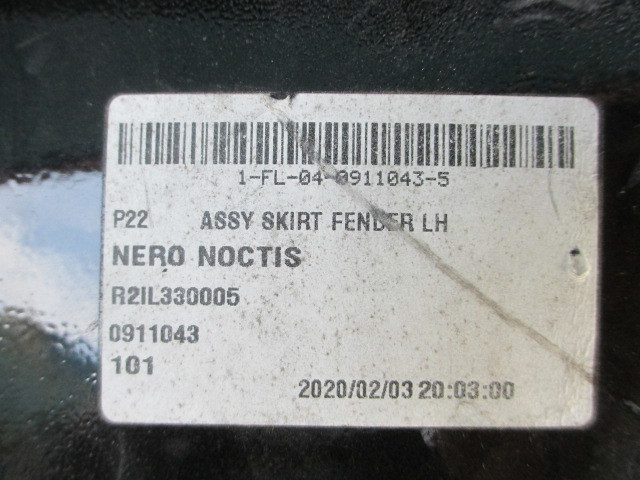 1-FL-04-0911043-5
P22 ASSY SKIRT FENDER LH
NERO NOCTIS
R2IL330005
0911043
101
2020/02/03 20:03:00